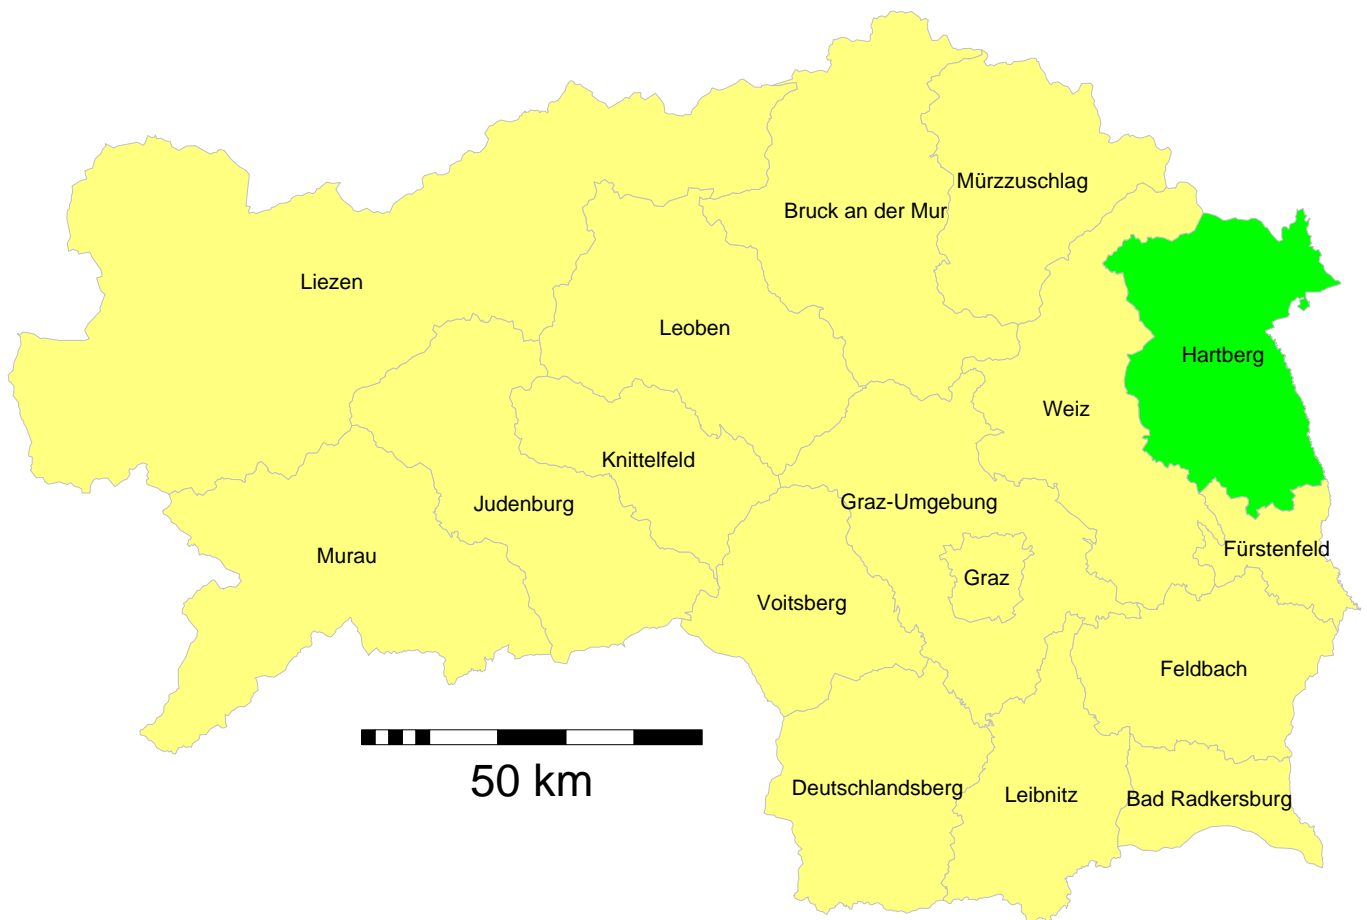 Mürzzuschlag
Bruck an der Mur
Liezen
Leoben
Hartberg
Weiz
Knittelfeld
Judenburg
Graz-Umgebung
Murau
Fürstenfeld
Graz
Voitsberg
Feldbach
50 km
Deutschlandsberg
Leibnitz
Bad Radkersburg